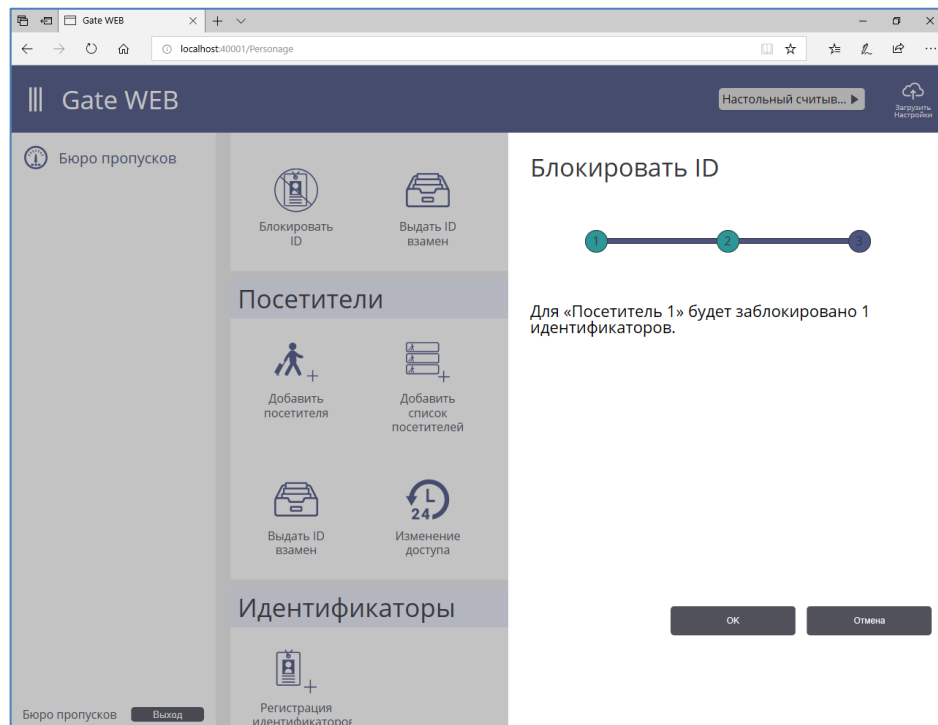 Gate WEB
localhost:40001/Personage
Gate WEB
Настольный считыв...
Загрузить
Настройки
Бюро пропусков
Блокировать
ID
Выдать ID
взамен
Посетители
Добавить
посетителя
Добавить
список
посетителей
Выдать ID
взамен
L
24
Изменение
доступа
Идентификаторы
Регистрация
идентификаторов
Бюро пропусков
Выход
Блокировать ID
1
2
3
Для «Посетитель 1» будет заблокировано 1
идентификаторов.
OK
Отмена